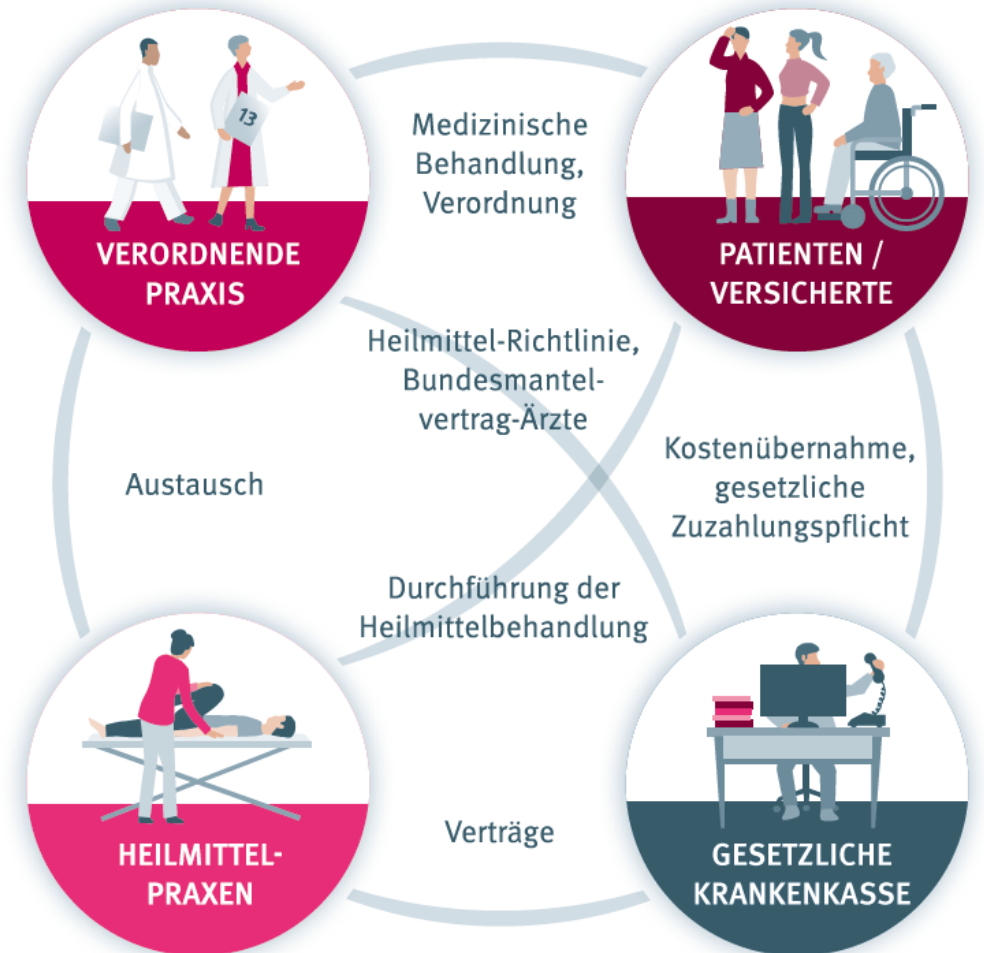 13
VERORDNENDE
PRAXIS
Medizinische
Behandlung,
Verordnung
PATIENTEN /
VERSICHERTE
Heilmittel-Richtlinie,
Bundesmantel-
vertrag-Ärzte
Austausch
Kostenübernahme,
gesetzliche
Zuzahlungspflicht
Durchführung der
Heilmittelbehandlung
HEILMITTEL-
PRAXEN
Verträge
GESETZLICHE
KRANKENKASSE